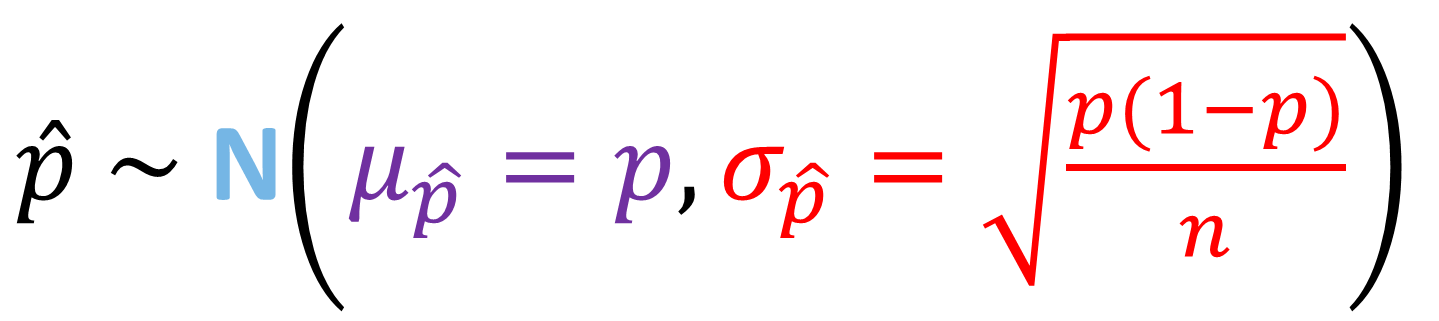 p̂ ~ N(μ_p̂ = p, σ_p̂ = √(p(1−p)/n))